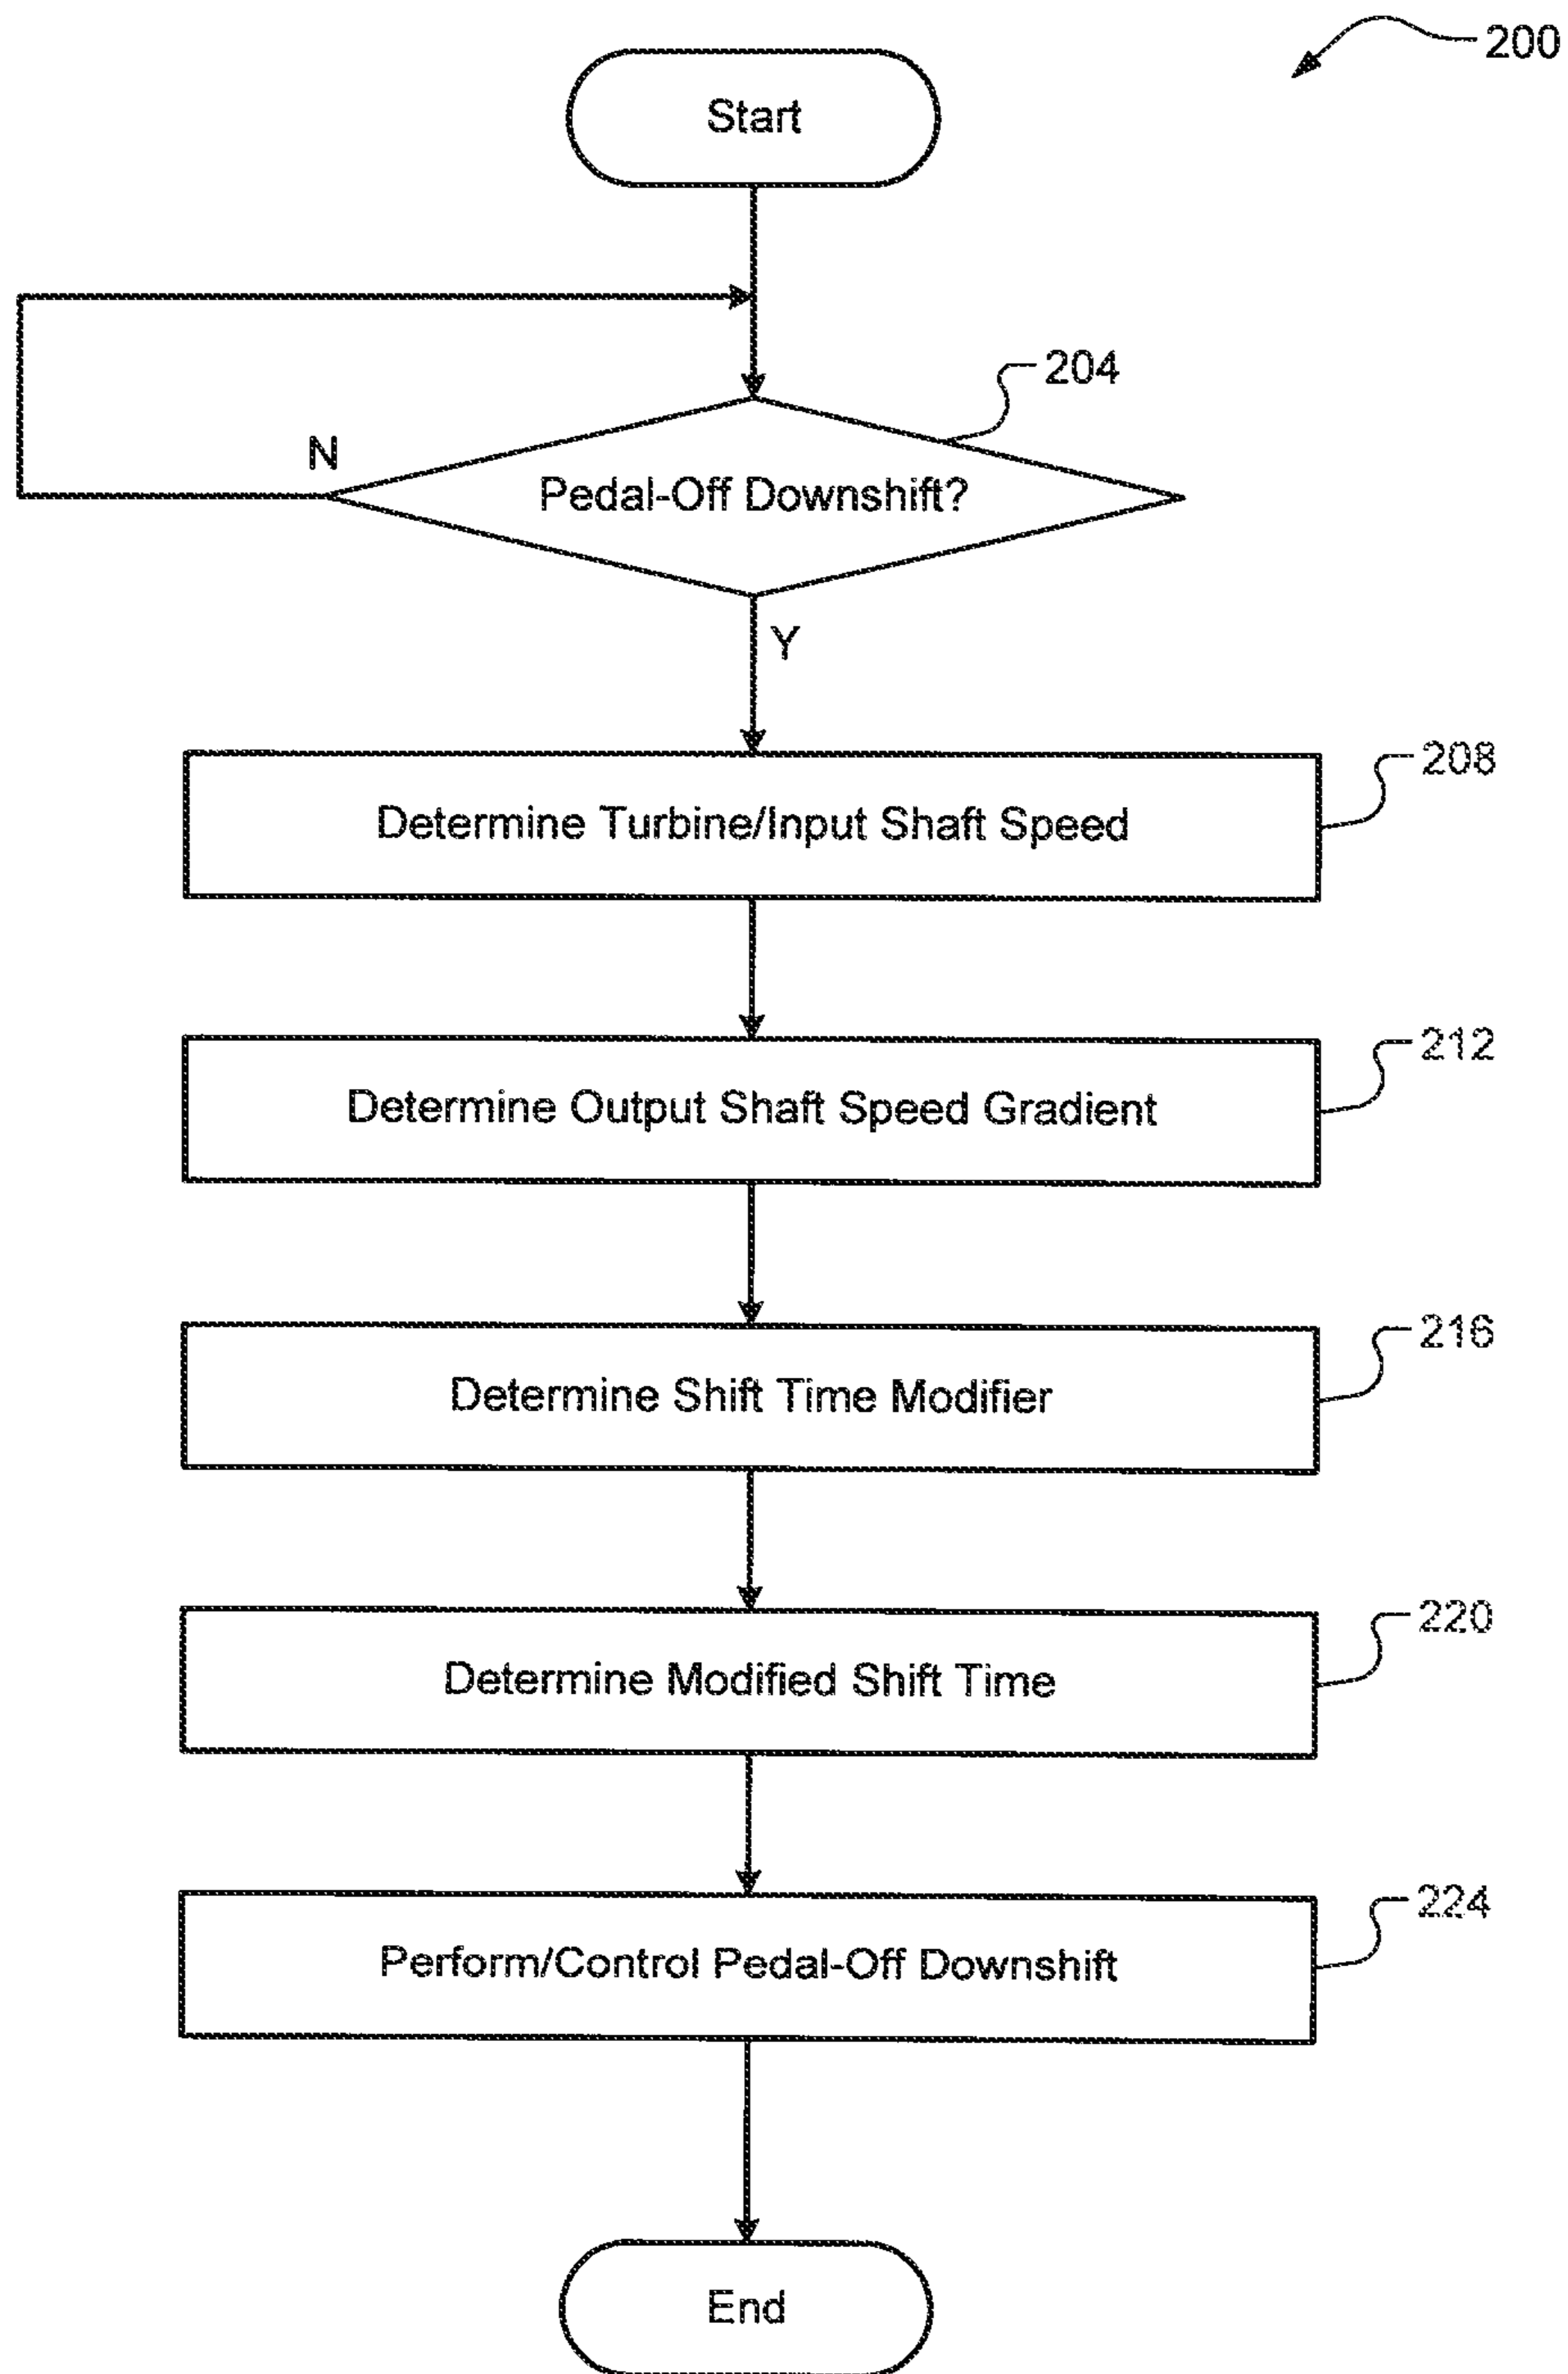 200
Start
204
N
Pedal-Off Downshift?
Y
208
Determine Turbine/Input Shaft Speed
212
Determine Output Shaft Speed Gradient
216
Determine Shift Time Modifier
220
Determine Modified Shift Time
224
Perform/Control Pedal-Off Downshift
End